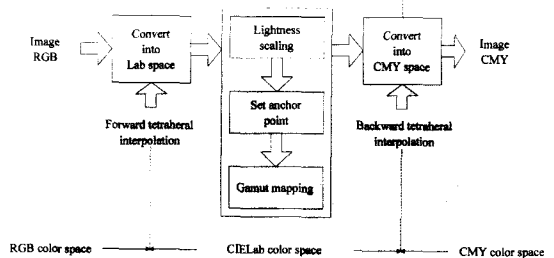 Image
RGB
Convert
into
Lab space
Lightness
scaling
Convert
into
CMY space
Image
CMY
Set anchor
point
Forward tetraheral
interpolation
Backward tetraheral
interpolation
Gamut mapping
RGB color space
CIELab color space
CMY color space